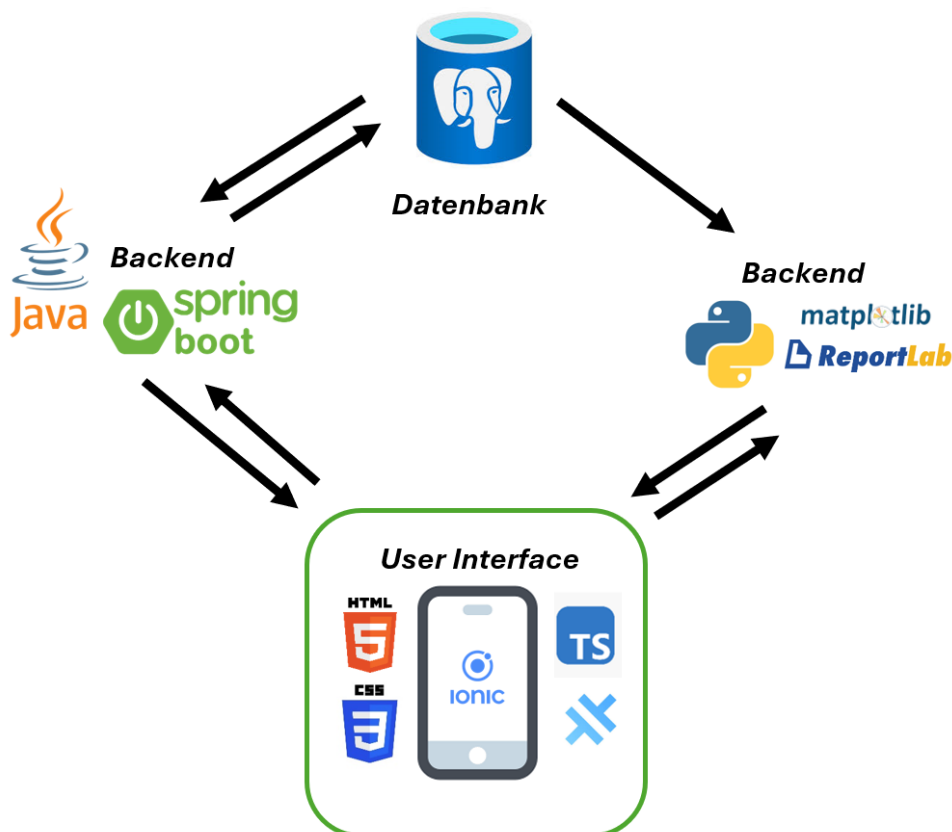 Datenbank
Backend
Java
spring
boot
Backend
matplotlib
ReportLab
User Interface
HTML
5
CSS
3
IONIC
TS